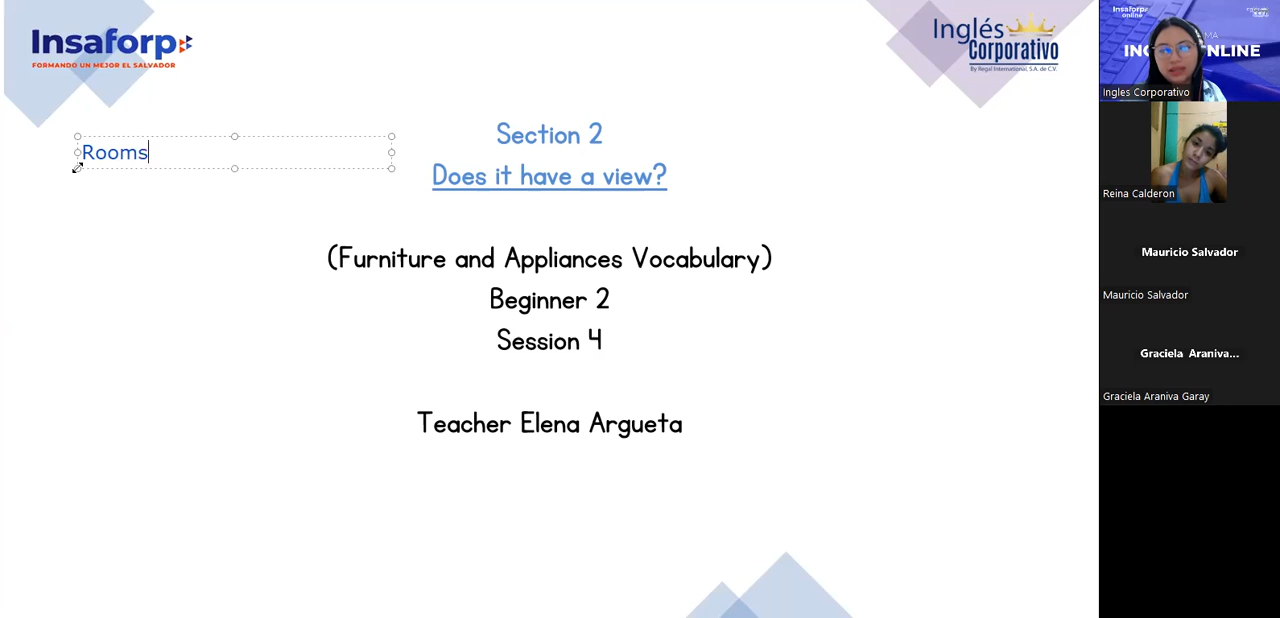 Insaforp
FORMANDO UN MEJOR EL SALVADOR
Inglés
Corporativo
By Regal International, S.A. de C.V.
Rooms
Section 2
Does it have a view?
(Furniture and Appliances Vocabulary)
Beginner 2
Session 4
Teacher Elena Argueta
Insaforp
online
Ingles Corporativo
Reina Calderon
Mauricio Salvador
Mauricio Salvador
Graciela Araniva...
Graciela Araniva Garay